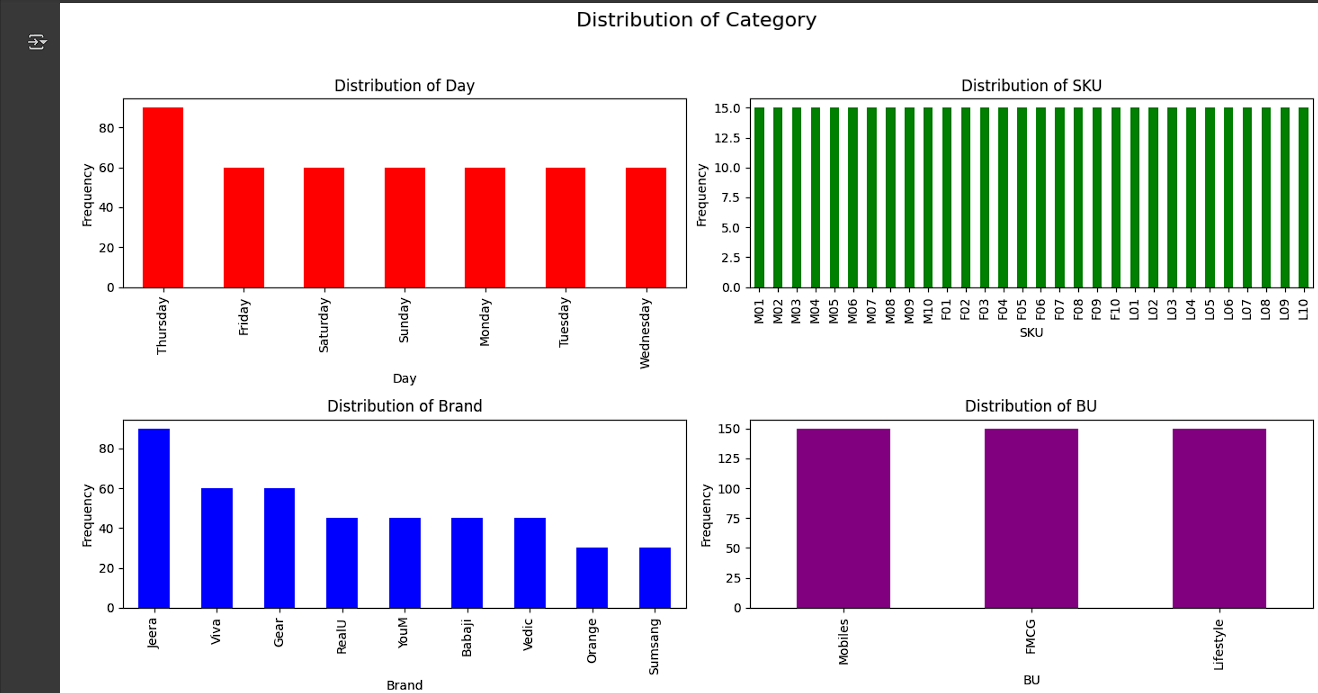 Distribution of Category
Distribution of Day
Frequency
80
60
40
20
0
Thursday
Friday
Saturday
Sunday
Monday
Tuesday
Wednesday
Day
Distribution of SKU
Frequency
15.0
12.5
10.0
7.5
5.0
2.5
0.0
M01
M02
M03
M04
M05
M06
M07
M08
M09
M10
F01
F02
F03
F04
F05
F06
F07
F08
F09
F10
L01
L02
L03
L04
L05
L06
L07
L08
L09
L10
SKU
Distribution of Brand
Frequency
80
60
40
20
0
Jeera
Viva
Gear
RealU
YouM
Babaji
Vedic
Orange
Sumsang
Brand
Distribution of BU
Frequency
150
125
100
75
50
25
0
Mobiles
FMCG
Lifestyle
BU